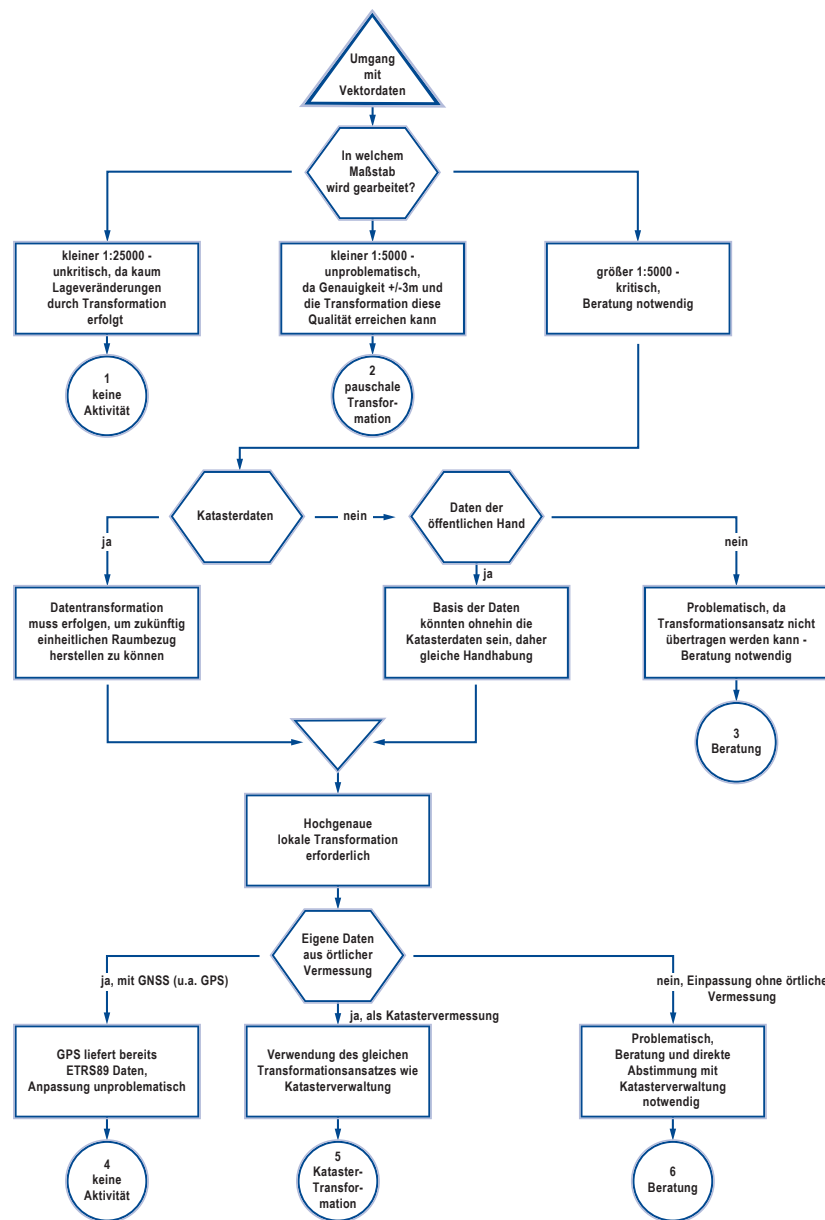 Umgang
mit
Vektordaten
In welchem
Maßstab
wird gearbeitet?
kleiner 1:25000 -
unkritisch, da kaum
Lageveränderungen
durch Transformation
erfolgt
kleiner 1:5000 -
unproblematisch,
da Genauigkeit +/-3m und
die Transformation diese
Qualität erreichen kann
größer 1:5000 -
kritisch,
Beratung notwendig
1
keine
Aktivität
2
pauschale
Transfor-
mation
Katasterdaten
nein
Daten der
öffentlichen Hand
ja
ja
nein
Datentransformation
muss erfolgen, um zukünftig
einheitlichen Raumbezug
herstellen zu können
Basis der Daten
könnten ohnehin die
Katasterdaten sein, daher
gleiche Handhabung
Problematisch, da
Transformationsansatz nicht
übertragen werden kann -
Beratung notwendig
3
Beratung
Hochgenaue
lokale Transformation
erforderlich
Eigene Daten
aus örtlicher
Vermessung
ja, mit GNSS (u.a. GPS)
ja, als Katastervermessung
nein, Einpassung ohne örtliche
Vermessung
GPS liefert bereits
ETRS89 Daten,
Anpassung unproblematisch
Verwendung des gleichen
Transformationsansatzes wie
Katasterverwaltung
Problematisch,
Beratung und direkte
Abstimmung mit
Katasterverwaltung
notwendig
4
keine
Aktivität
5
Kataster-
Transfor-
mation
6
Beratung